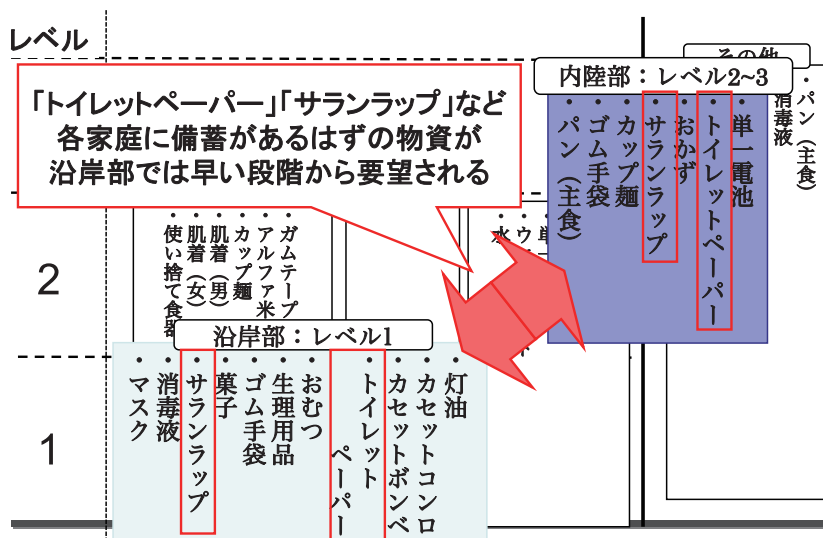 レベル
その他
・パン（主食）
消毒液
内陸部：レベル2~3
・単一電池
・トイレットペーパー
・おかず
・サランラップ
・カップ麺
・ゴム手袋
・パン（主食）
「トイレットペーパー」「サランラップ」など
各家庭に備蓄があるはずの物資が
沿岸部では早い段階から要望される
2
・ガムテープ
・アルファ米
・カップ麺
・肌着（男）
・肌着（女）
・使い捨て食器
・水
沿岸部：レベル1
1
・灯油
・カセットコンロ
・カセットボンベ
・トイレット
ペーパー
・おむつ
・生理用品
・ゴム手袋
・菓子
・サランラップ
・消毒液
・マスク